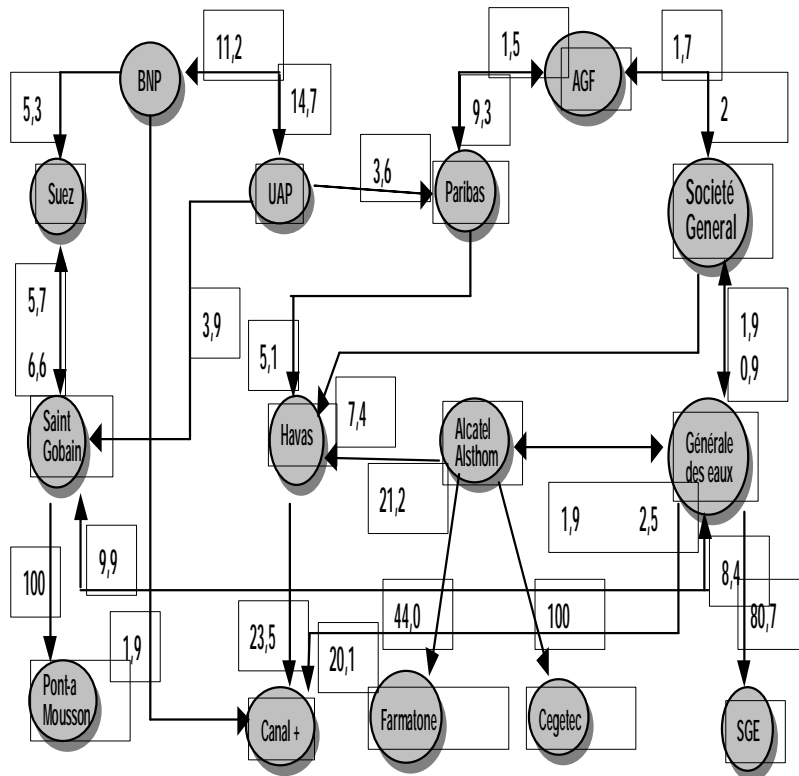 11,2
1,5
1,7
BNP
AGF
5,3
14,7
9,3
2
3,6
Suez
UAP
Paribas
Societé
General
5,7
3,9
1,9
6,6
5,1
0,9
7,4
Saint
Gobain
Havas
Alcatel
Alsthom
Générale
des eaux
21,2
1,9
2,5
9,9
8,4
100
44,0
100
80,7
1,9
23,5
20,1
Pont-a
Mousson
Canal +
Farmatone
Cegetec
SGE